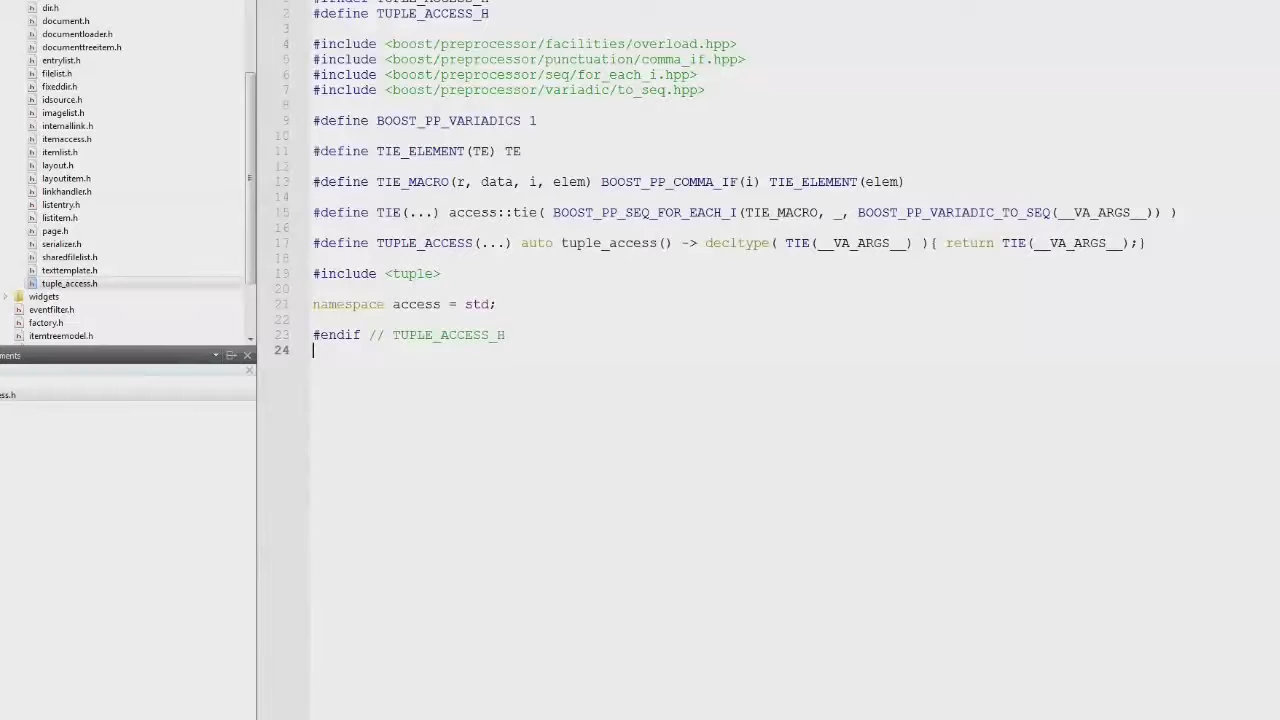 dir.h
document.h
documentloader.h
documenttreeitem.h
entrylist.h
filelist.h
fixeddir.h
idsource.h
imagelist.h
internallink.h
itemaccess.h
itemlist.h
layout.h
layoutitem.h
linkhandler.h
listentry.h
listitem.h
page.h
serializer.h
sharedfilelist.h
texttemplate.h
tuple_access.h
widgets
eventfilter.h
factory.h
itemtreemodel.h
ments
ess.h
2 #define TUPLE_ACCESS_H
3
4 #include <boost/preprocessor/facilities/overload.hpp>
5 #include <boost/preprocessor/punctuation/comma_if.hpp>
6 #include <boost/preprocessor/seq/for_each_i.hpp>
7 #include <boost/preprocessor/variadic/to_seq.hpp>
8
9 #define BOOST_PP_VARIADICS 1
10
11 #define TIE_ELEMENT(TE) TE
12
13 #define TIE_MACRO(r, data, i, elem) BOOST_PP_COMMA_IF(i) TIE_ELEMENT(elem)
14
15 #define TIE(...) access::tie( BOOST_PP_SEQ_FOR_EACH_I(TIE_MACRO, _, BOOST_PP_VARIADIC_TO_SEQ(__VA_ARGS__)) )
16
17 #define TUPLE_ACCESS(...) auto tuple_access() -> decltype( TIE(__VA_ARGS__) ){ return TIE(__VA_ARGS__);}
18
19 #include <tuple>
20
21 namespace access = std;
22
23 #endif // TUPLE_ACCESS_H
24